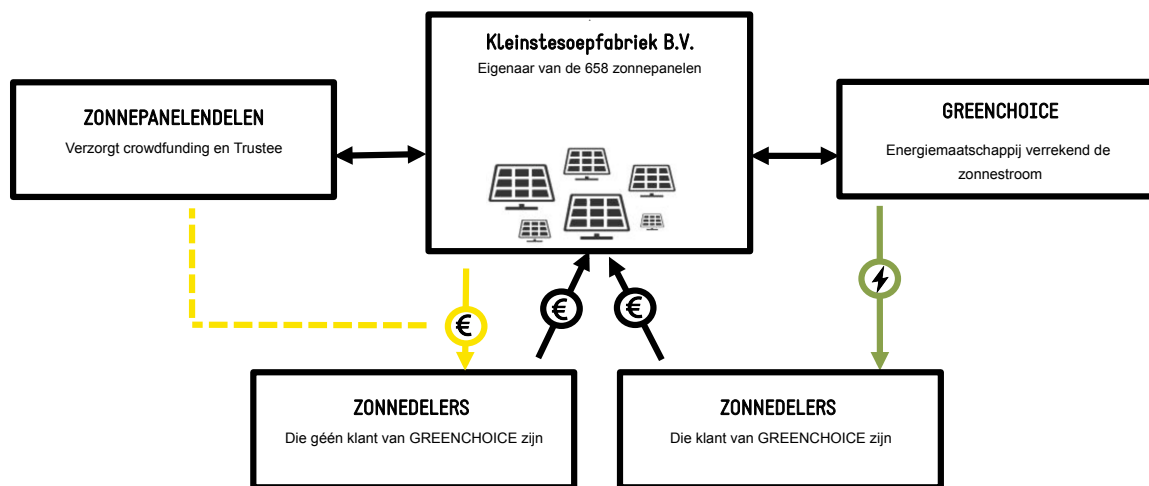 Kleinstesoepfabriek B.V.
Eigenaar van de 658 zonnepanelen
ZONNEPANELENDELEN
Verzorgt crowdfunding en Trustee
GREENCHOICE
Energiemaatschappij verrekend de
zonnestroom
€
€
€
ZONNEDELERS
Die géén klant van GREENCHOICE zijn
ZONNEDELERS
Die klant van GREENCHOICE zijn